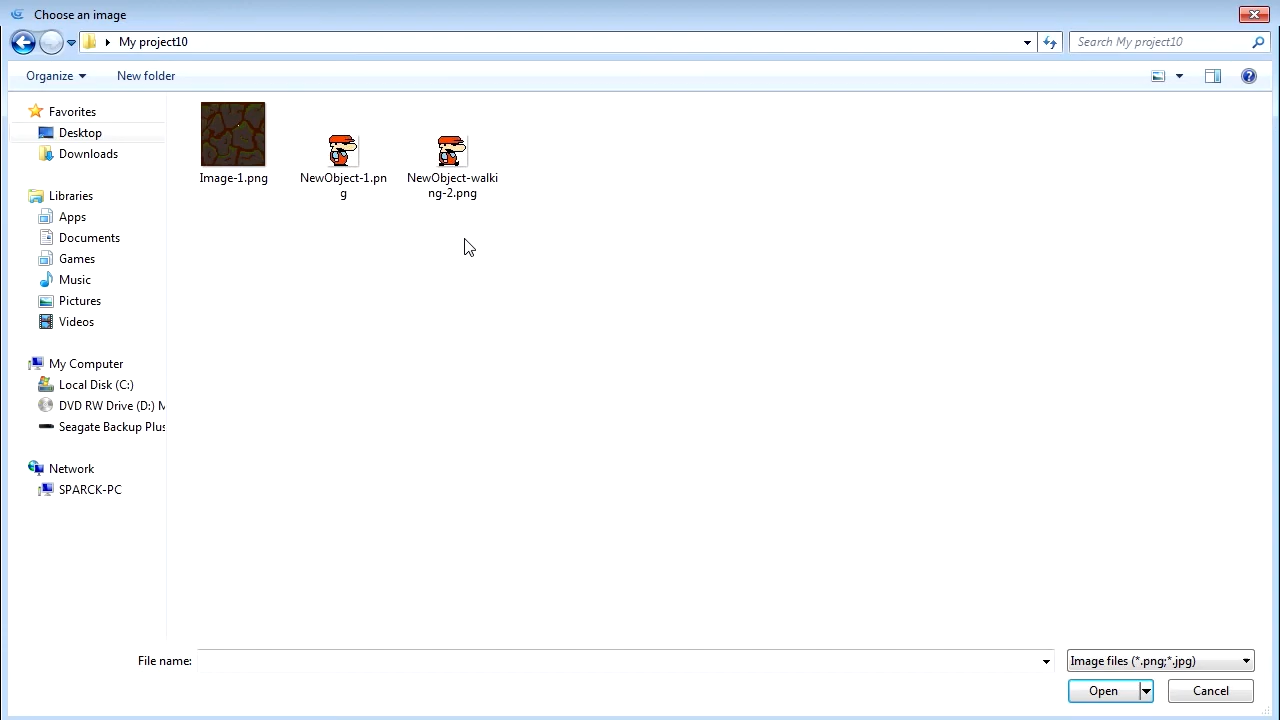 Choose an image
My project10
Search My project10
Organize
New folder
Favorites
Desktop
Downloads
Libraries
Apps
Documents
Games
Music
Pictures
Videos
My Computer
Local Disk (C:)
DVD RW Drive (D:) M
Seagate Backup Plus
Network
SPARCK-PC
Image-1.png
NewObject-1.pn
g
NewObject-walki
ng-2.png
File name:
Image files (*.png;*.jpg)
Open
Cancel